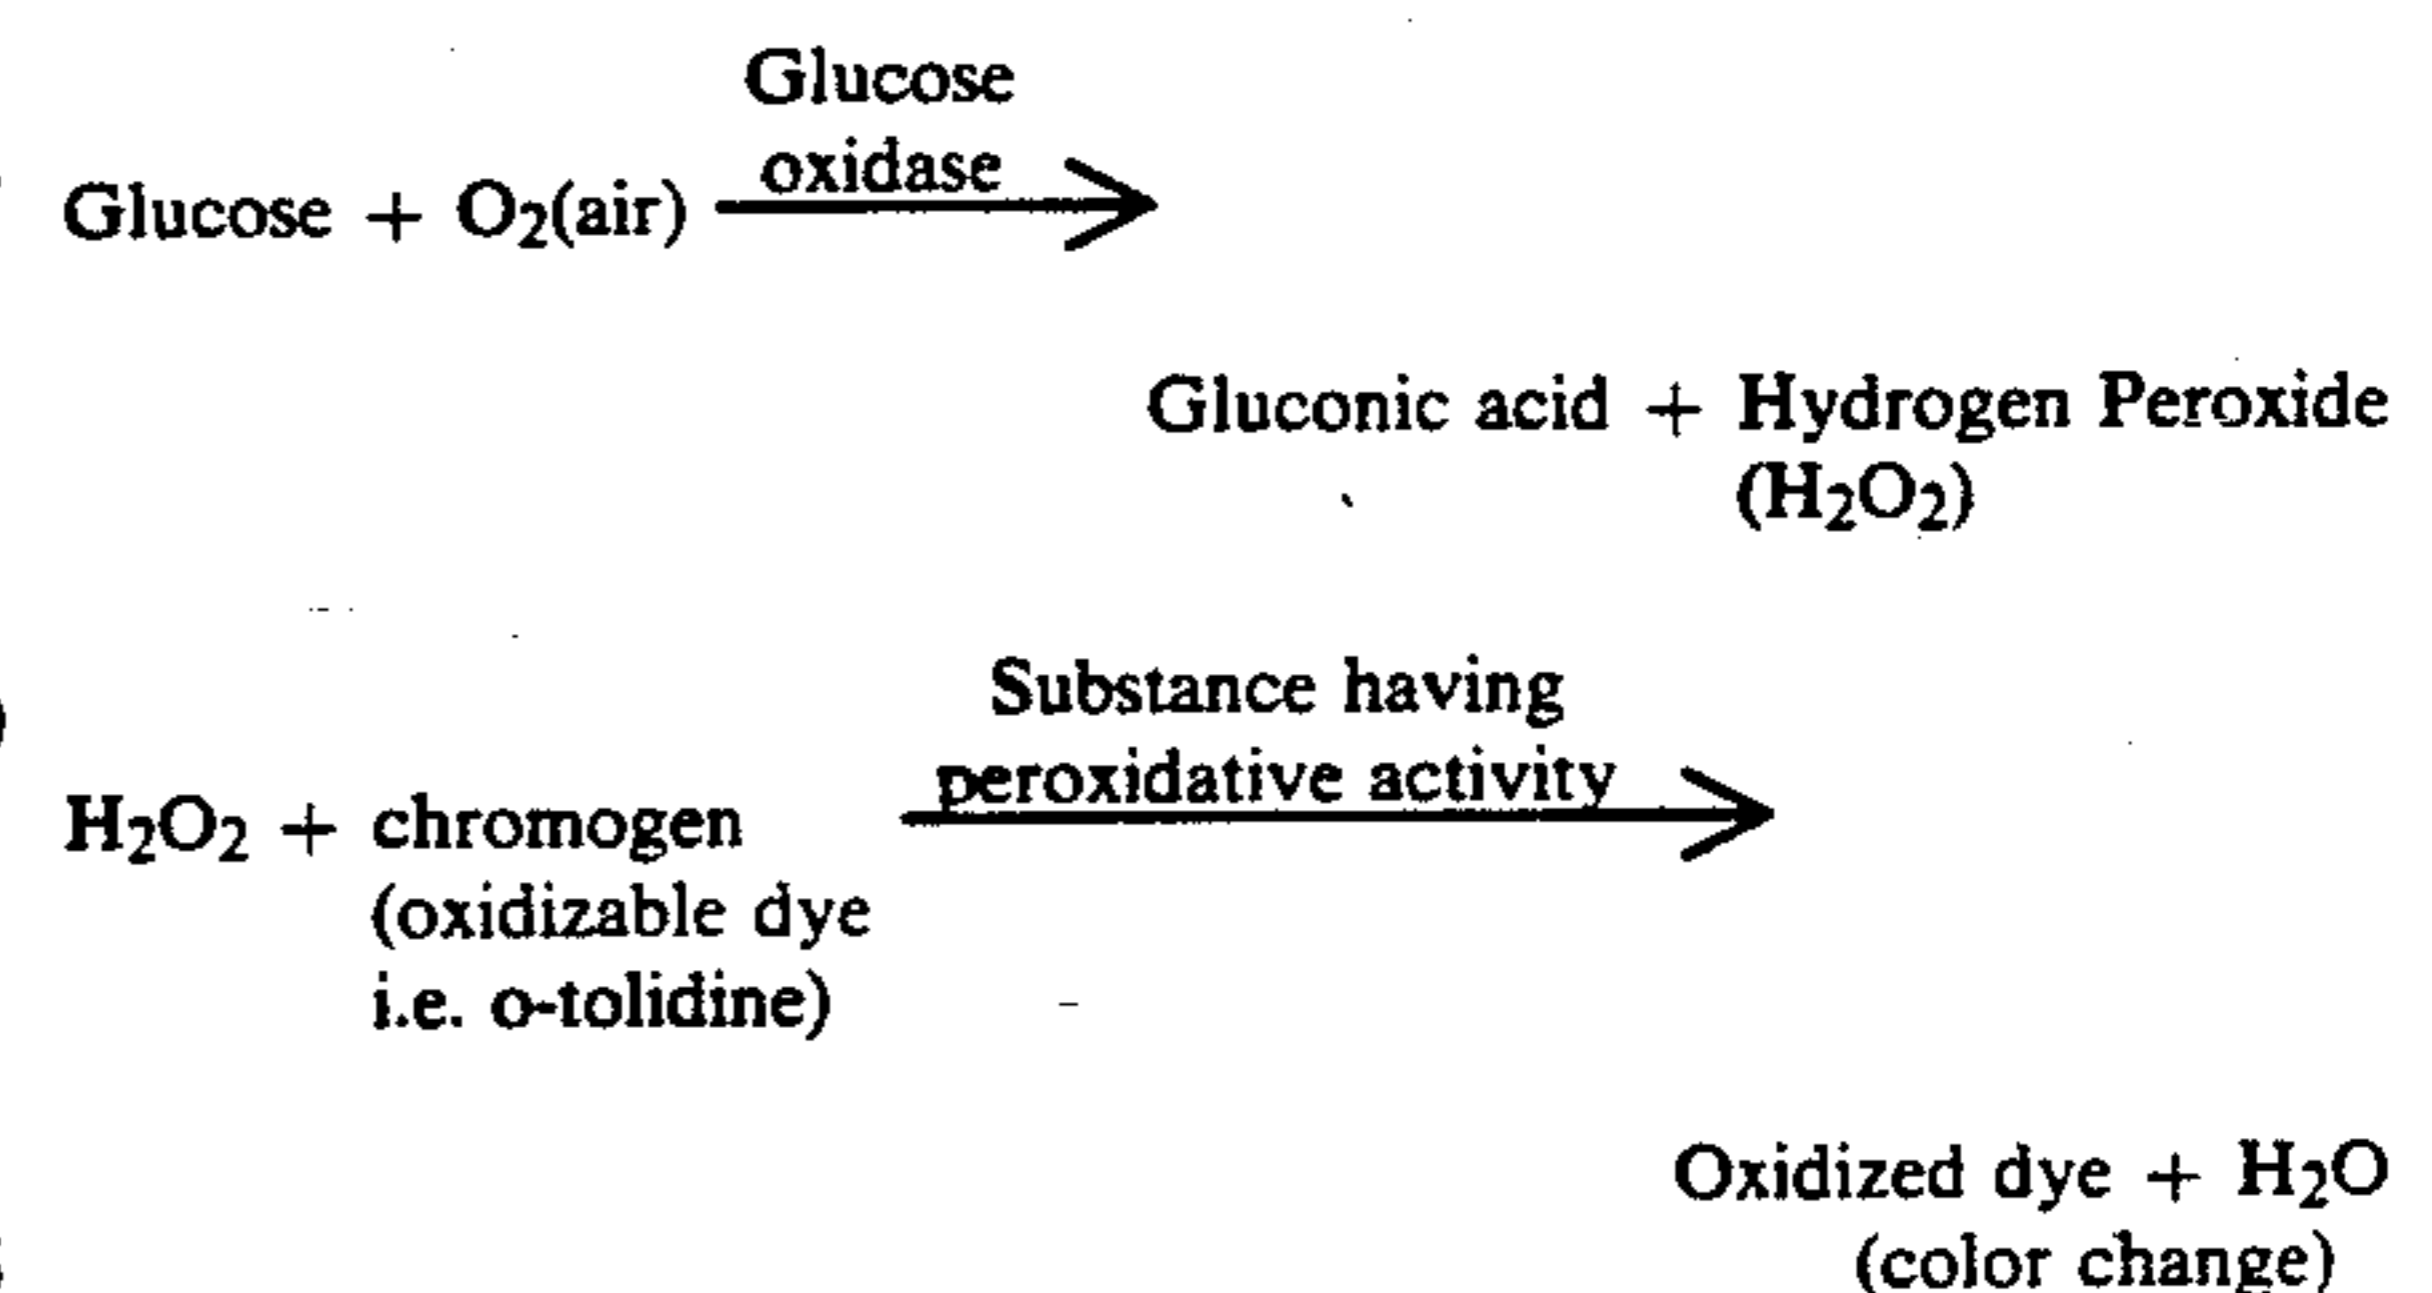 Glucose
oxidase
Glucose + O₂(air)
Gluconic acid + Hydrogen Peroxide
(H₂O₂)
Substance having
peroxidative activity
H₂O₂ + chromogen
(oxidizable dye
i.e. o-tolidine)
Oxidized dye + H₂O
(color change)